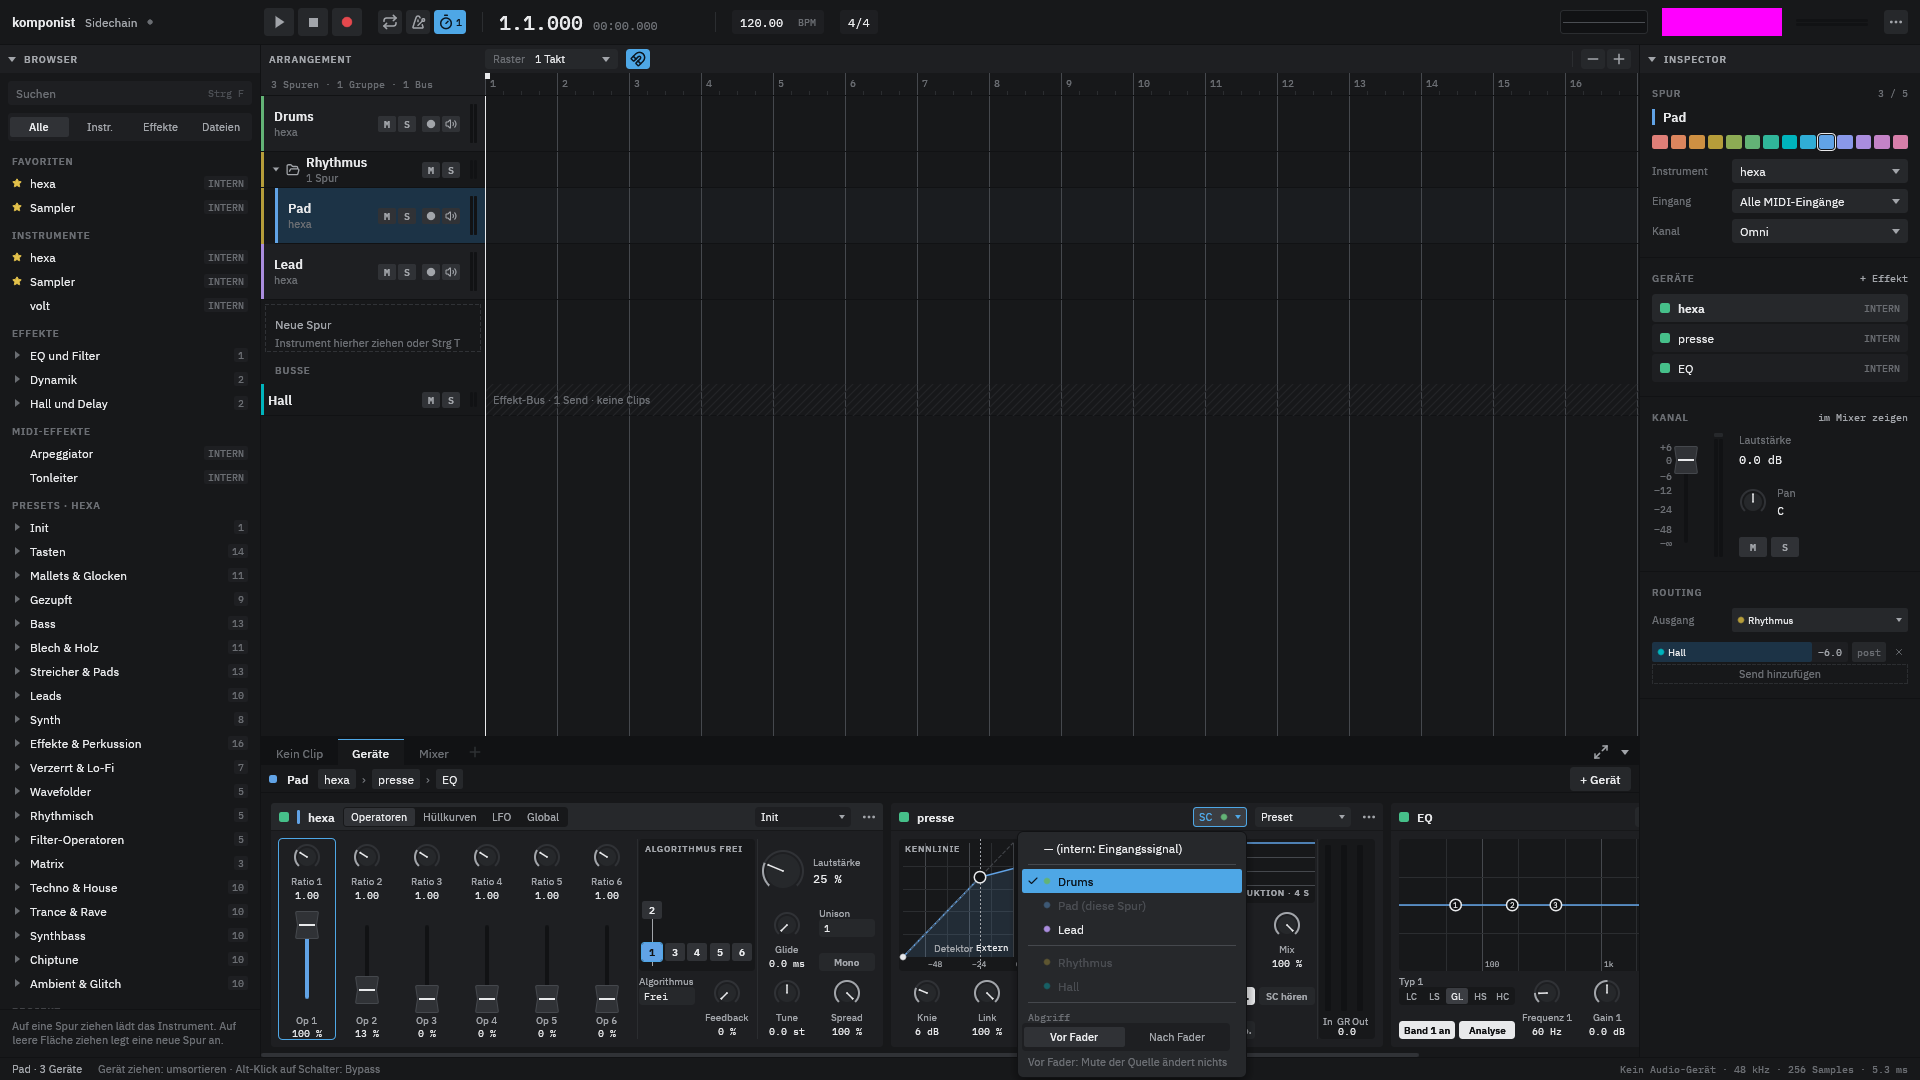 komponist Sidechain
1
1.1.000 00:00.000
120.00 BPM
4/4
BROWSER
Suchen Strg F
Alle Instr. Effekte Dateien
FAVORITEN
hexa INTERN
Sampler INTERN
INSTRUMENTE
hexa INTERN
Sampler INTERN
volt INTERN
EFFEKTE
EQ und Filter 1
Dynamik 2
Hall und Delay 2
MIDI-EFFEKTE
Arpeggiator INTERN
Tonleiter INTERN
PRESETS · HEXA
Init 1
Tasten 14
Mallets & Glocken 11
Gezupft 9
Bass 13
Blech & Holz 11
Streicher & Pads 13
Leads 10
Synth 8
Effekte & Perkussion 16
Verzerrt & Lo-Fi 7
Wavefolder 5
Rhythmisch 5
Filter-Operatoren 5
Matrix 3
Techno & House 10
Trance & Rave 10
Synthbass 10
Chiptune 10
Ambient & Glitch 10
Auf eine Spur ziehen lädt das Instrument. Auf
leere Fläche ziehen legt eine neue Spur an.
ARRANGEMENT
Raster 1 Takt
3 Spuren · 1 Gruppe · 1 Bus
1 2 3 4 5 6 7 8 9 10 11 12 13 14 15 16
Drums
hexa
M S
Rhythmus
1 Spur
M S
Pad
hexa
M S
Lead
hexa
M S
Neue Spur
Instrument hierher ziehen oder Strg T
BUSSE
Hall M S
Effekt-Bus · 1 Send · keine Clips
Kein Clip Geräte Mixer
Pad hexa › presse › EQ
+ Gerät
hexa Operatoren Hüllkurven LFO Global Init
Ratio 1 Ratio 2 Ratio 3 Ratio 4 Ratio 5 Ratio 6
1.00 1.00 1.00 1.00 1.00 1.00
Op 1 Op 2 Op 3 Op 4 Op 5 Op 6
100 % 13 % 0 % 0 % 0 % 0 %
ALGORITHMUS FREI
2
1 3 4 5 6
Algorithmus
Frei
Feedback
0 %
Lautstärke
25 %
Glide
0.0 ms
Unison
1
Mono
Tune
0.0 st
Spread
100 %
presse SC Preset
KENNLINIE
Detektor Extern
−48 −24
Knie
6 dB
Link
100 %
— (intern: Eingangssignal)
Drums
Pad (diese Spur)
Lead
Rhythmus
Hall
Abgriff
Vor Fader Nach Fader
Vor Fader: Mute der Quelle ändert nichts
UKTION · 4 S
Mix
100 %
SC hören
In GR Out
0.0
EQ
1 2 3
100 1k
Typ 1
LC LS GL HS HC
Band 1 an Analyse
Frequenz 1
60 Hz
Gain 1
0.0 dB
INSPECTOR
SPUR 3 / 5
Pad
Instrument hexa
Eingang Alle MIDI-Eingänge
Kanal Omni
GERÄTE + Effekt
hexa INTERN
presse INTERN
EQ INTERN
KANAL im Mixer zeigen
+6
0
−6
−12
−24
−48
−∞
Lautstärke
0.0 dB
Pan
C
M S
ROUTING
Ausgang Rhythmus
Hall −6.0 post ×
Send hinzufügen
Pad · 3 Geräte Gerät ziehen: umsortieren · Alt-Klick auf Schalter: Bypass
Kein Audio-Gerät · 48 kHz · 256 Samples · 5.3 ms